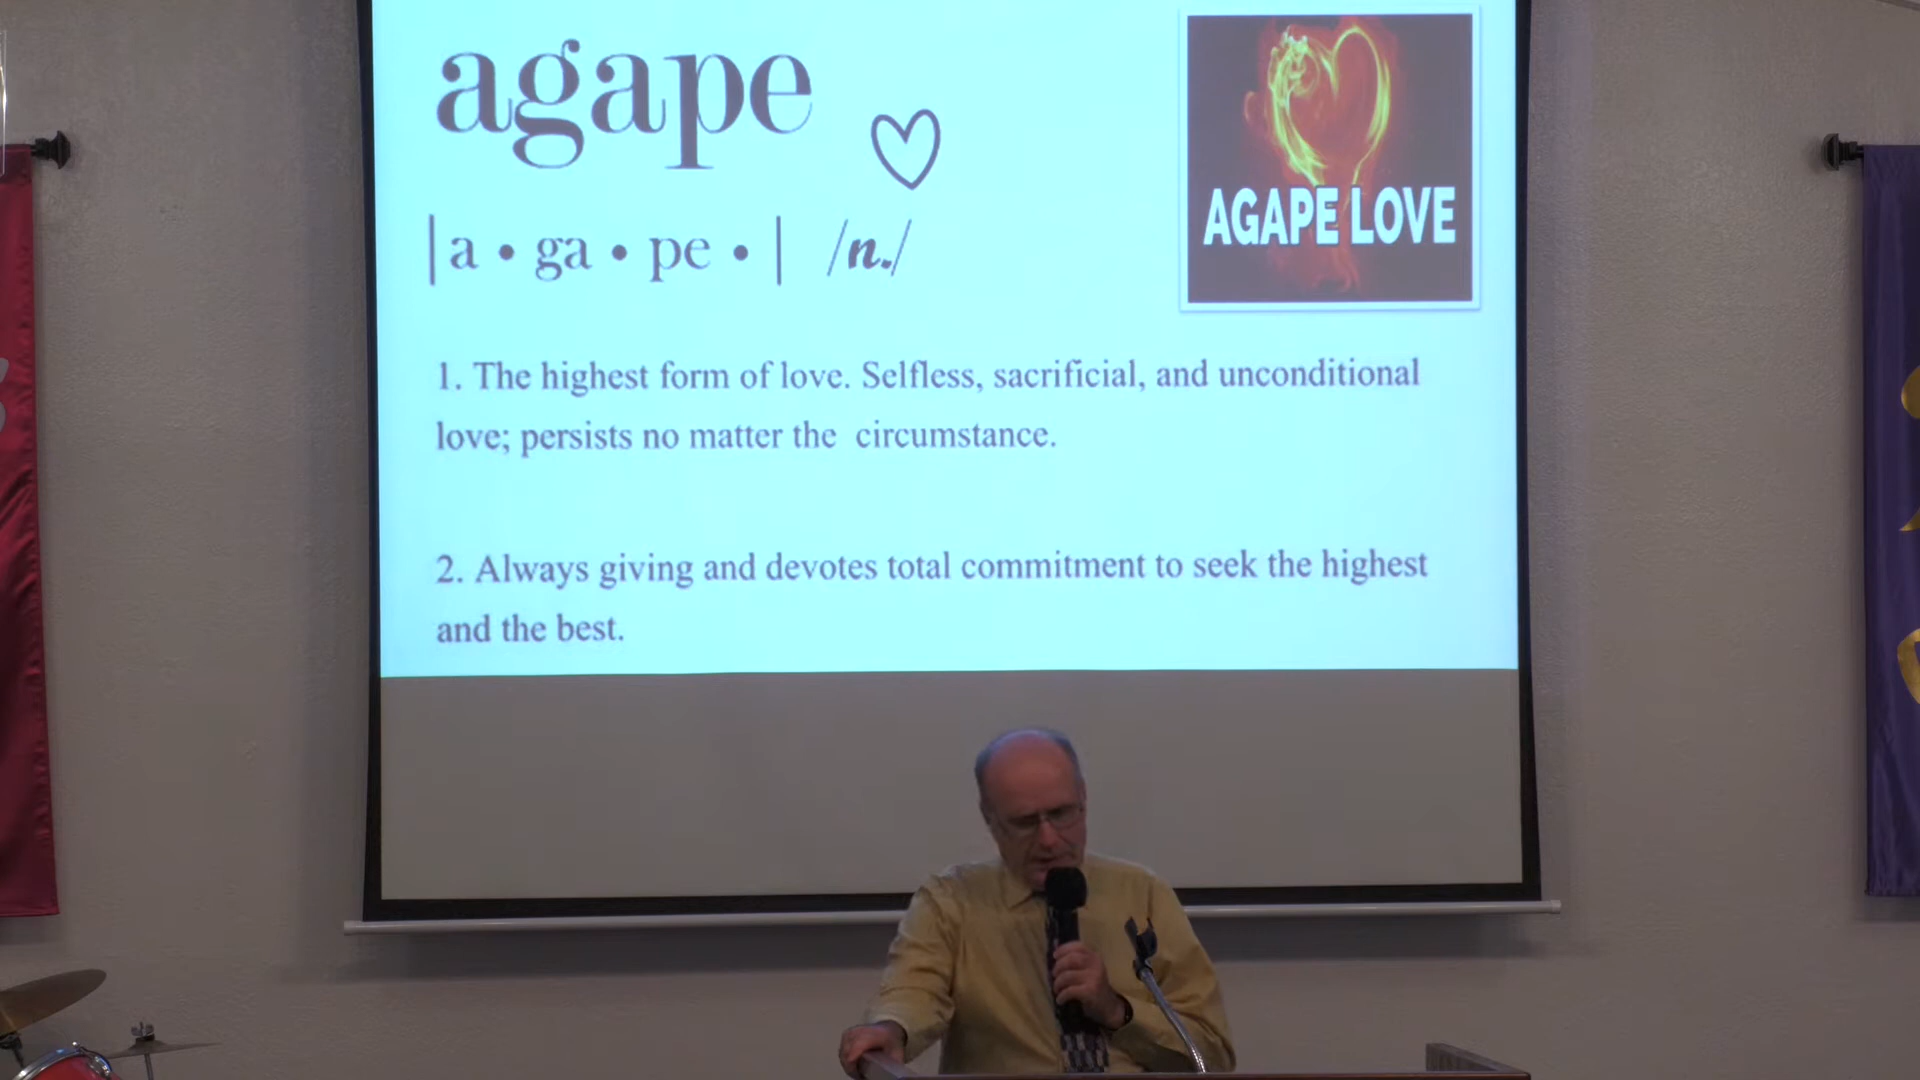 agape
|a • ga • pe • | /n./
AGAPE LOVE
1. The highest form of love. Selfless, sacrificial, and unconditional
love; persists no matter the circumstance.
2. Always giving and devotes total commitment to seek the highest
and the best.